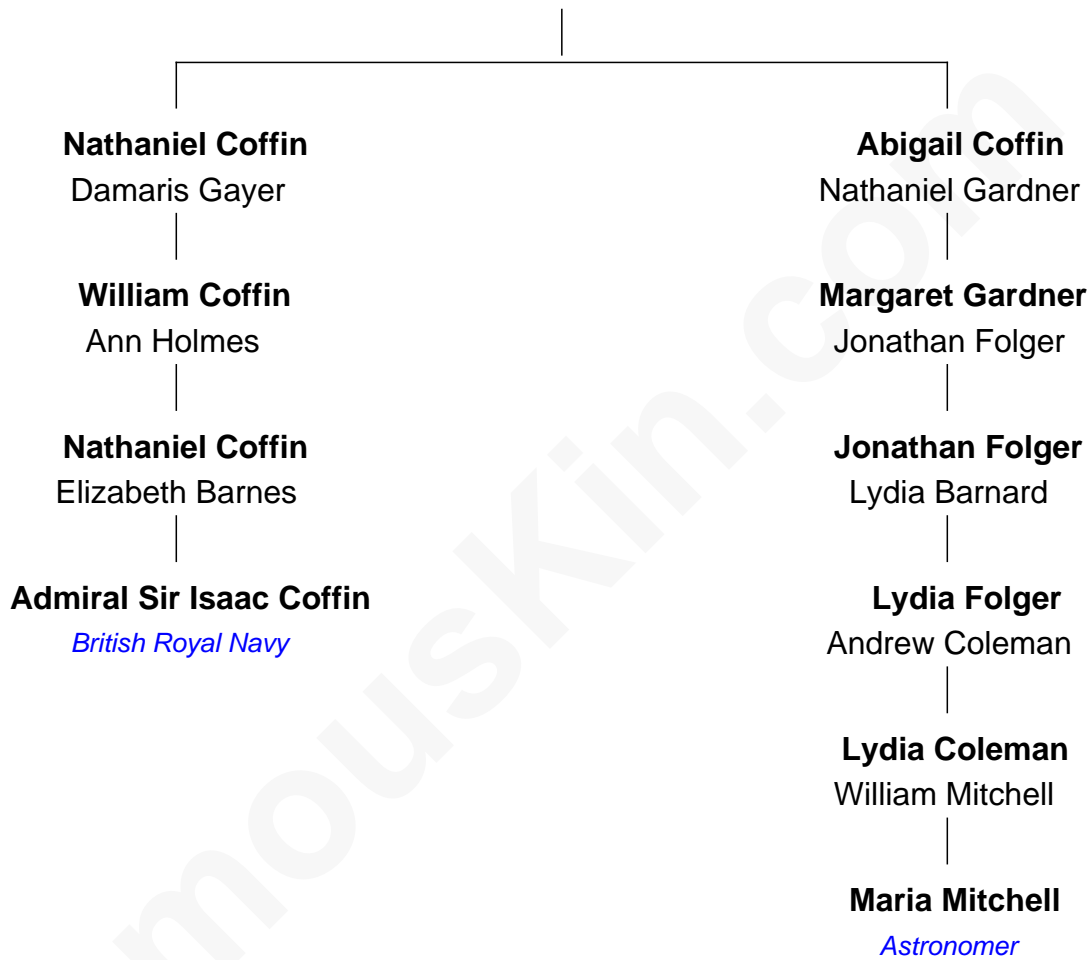 Nathaniel Coffin
Damaris Gayer
William Coffin
Ann Holmes
Nathaniel Coffin
Elizabeth Barnes
Admiral Sir Isaac Coffin
British Royal Navy
Abigail Coffin
Nathaniel Gardner
Margaret Gardner
Jonathan Folger
Jonathan Folger
Lydia Barnard
Lydia Folger
Andrew Coleman
Lydia Coleman
William Mitchell
Maria Mitchell
Astronomer
mouskin.com